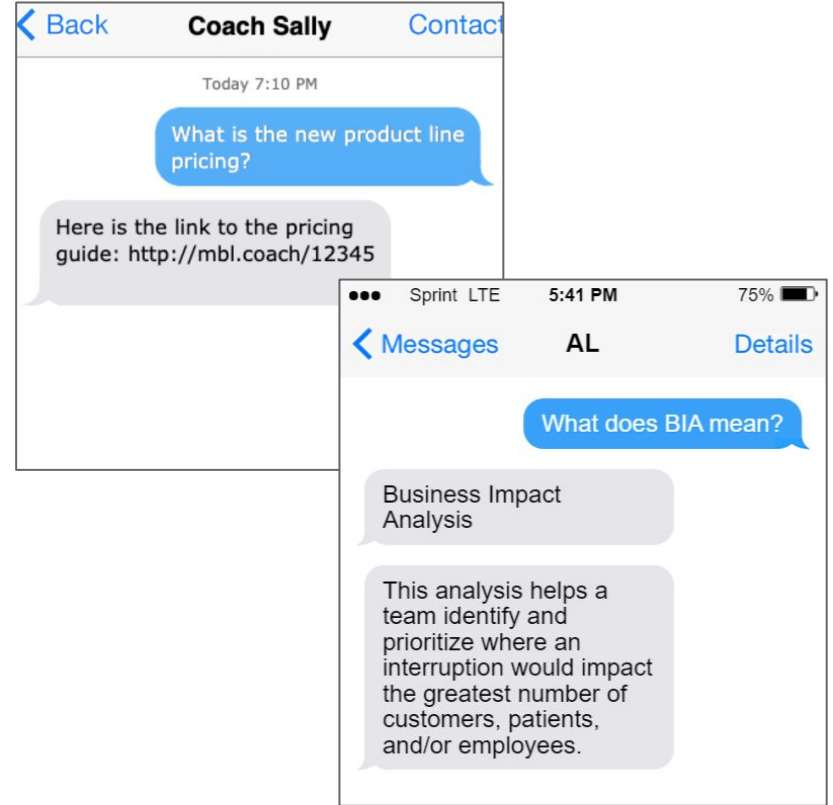 Back Coach Sally Contact
Today 7:10 PM
What is the new product line
pricing?
Here is the link to the pricing
guide: http://mbl.coach/12345
Sprint LTE 5:41 PM 75%
Messages AL Details
What does BIA mean?
Business Impact
Analysis
This analysis helps a
team identify and
prioritize where an
interruption would impact
the greatest number of
customers, patients,
and/or employees.